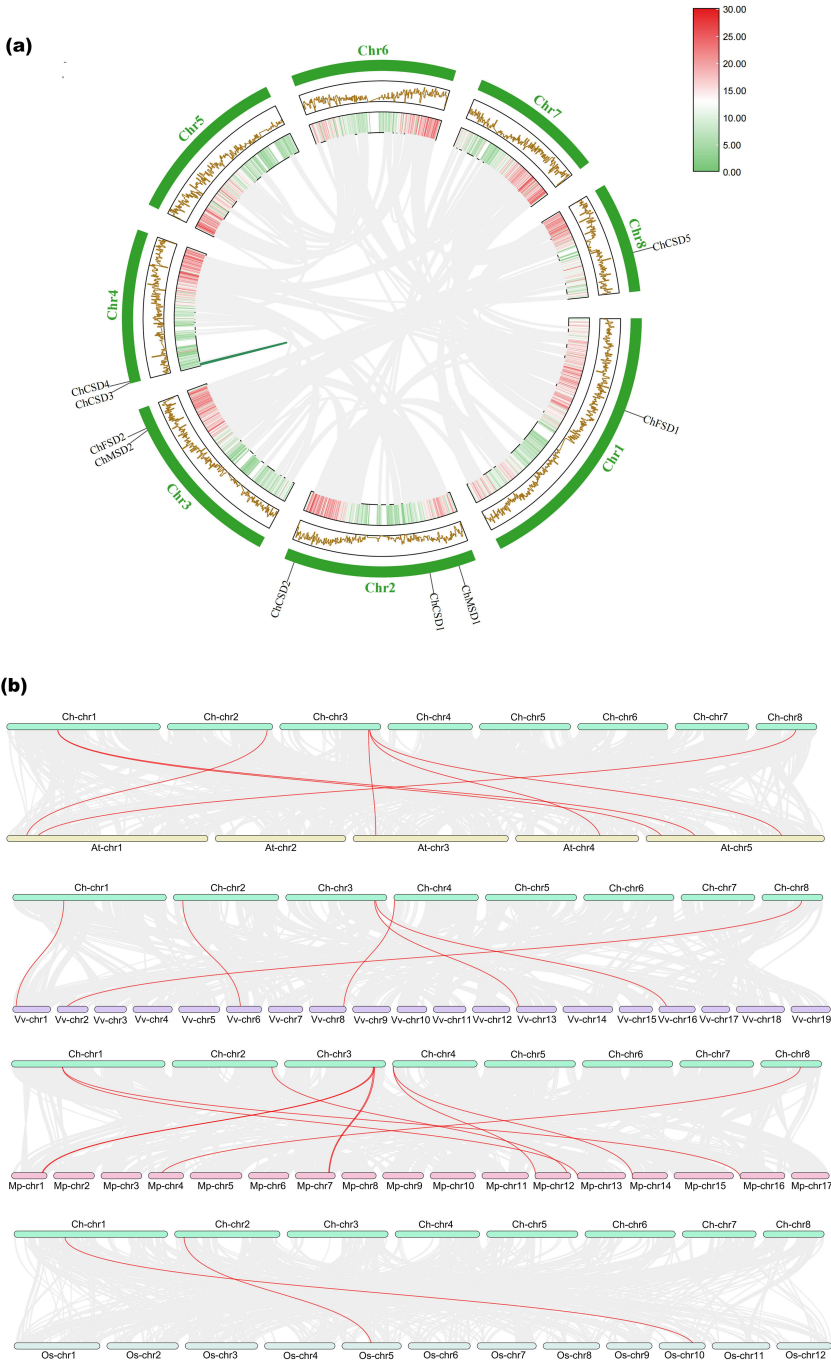 (a)
30.00
25.00
20.00
15.00
10.00
5.00
0.00
Chr6
Chr7
Chr5
Chr8
ChCSD5
Chr4
ChCSD4
ChCSD3
ChFSD1
ChFSD2
ChMSD2
Chr1
Chr3
Chr2
ChCSD2
ChCSD1
ChMSD1
(b)
Ch-chr1 Ch-chr2 Ch-chr3 Ch-chr4 Ch-chr5 Ch-chr6 Ch-chr7 Ch-chr8
At-chr1 At-chr2 At-chr3 At-chr4 At-chr5
Ch-chr1 Ch-chr2 Ch-chr3 Ch-chr4 Ch-chr5 Ch-chr6 Ch-chr7 Ch-chr8
Vv-chr1 Vv-chr2 Vv-chr3 Vv-chr4 Vv-chr5 Vv-chr6 Vv-chr7 Vv-chr8 Vv-chr9 Vv-chr10 Vv-chr11 Vv-chr12 Vv-chr13 Vv-chr14 Vv-chr15 Vv-chr16 Vv-chr17 Vv-chr18 Vv-chr19
Ch-chr1 Ch-chr2 Ch-chr3 Ch-chr4 Ch-chr5 Ch-chr6 Ch-chr7 Ch-chr8
Mp-chr1 Mp-chr2 Mp-chr3 Mp-chr4 Mp-chr5 Mp-chr6 Mp-chr7 Mp-chr8 Mp-chr9 Mp-chr10 Mp-chr11 Mp-chr12 Mp-chr13 Mp-chr14 Mp-chr15 Mp-chr16 Mp-chr17
Ch-chr1 Ch-chr2 Ch-chr3 Ch-chr4 Ch-chr5 Ch-chr6 Ch-chr7 Ch-chr8
Os-chr1 Os-chr2 Os-chr3 Os-chr4 Os-chr5 Os-chr6 Os-chr7 Os-chr8 Os-chr9 Os-chr10 Os-chr11 Os-chr12